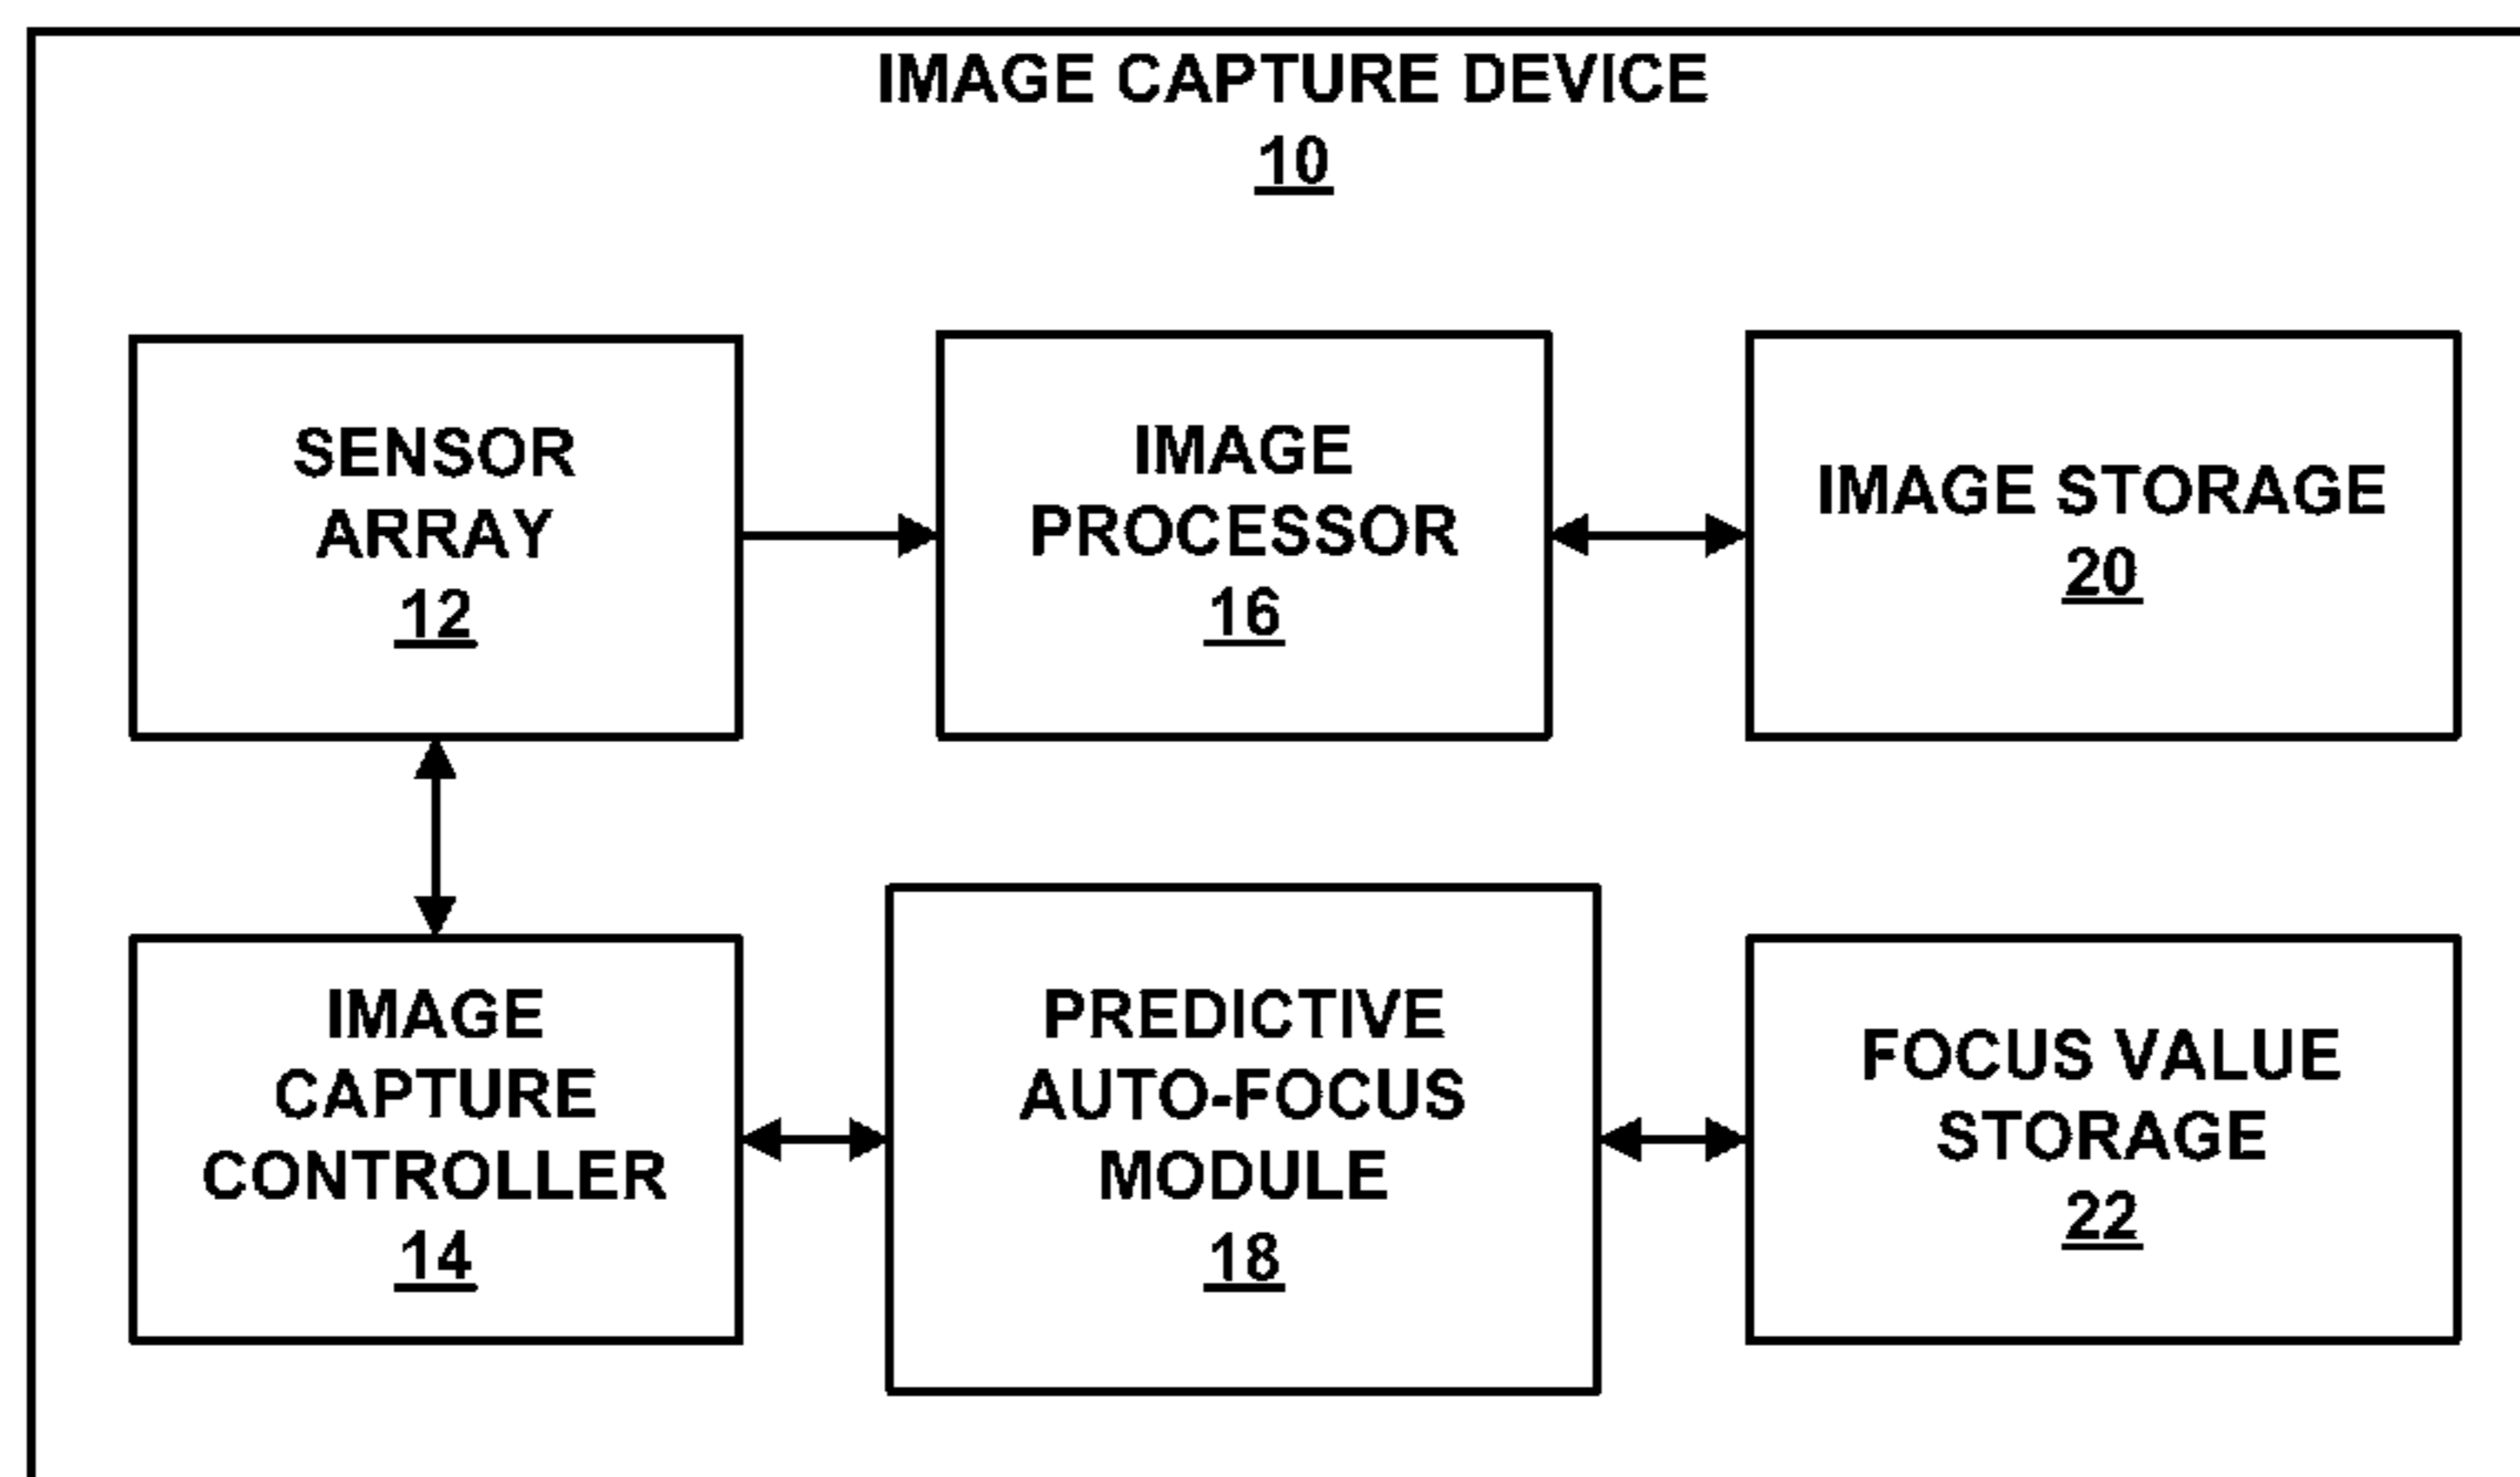 IMAGE CAPTURE DEVICE
10
SENSOR
ARRAY
12
IMAGE
PROCESSOR
16
IMAGE STORAGE
20
IMAGE
CAPTURE
CONTROLLER
14
PREDICTIVE
AUTO-FOCUS
MODULE
18
FOCUS VALUE
STORAGE
22